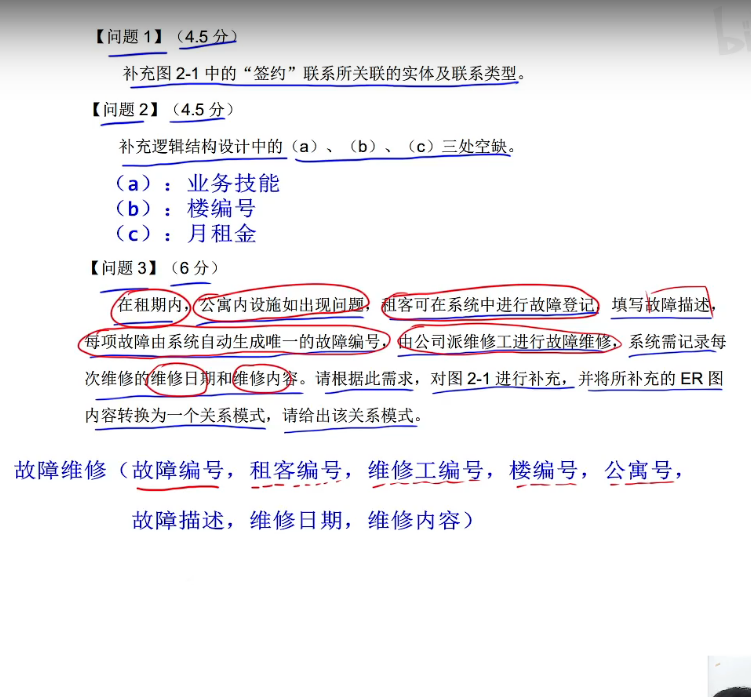 【问题 1】（4.5 分）
补充图 2-1 中的“签约”联系所关联的实体及联系类型。
【问题 2】（4.5 分）
补充逻辑结构设计中的（a）、（b）、（c）三处空缺。
（a）：业务技能
（b）：楼编号
（c）：月租金
【问题 3】（6 分）
在租期内，公寓内设施如出现问题，租客可在系统中进行故障登记，填写故障描述，
每项故障由系统自动生成唯一的故障编号，由公司派维修工进行故障维修，系统需记录每
次维修的维修日期和维修内容。请根据此需求，对图 2-1 进行补充，并将所补充的 ER 图
内容转换为一个关系模式，请给出该关系模式。
故障维修（故障编号，租客编号，维修工编号，楼编号，公寓号，
故障描述，维修日期，维修内容）